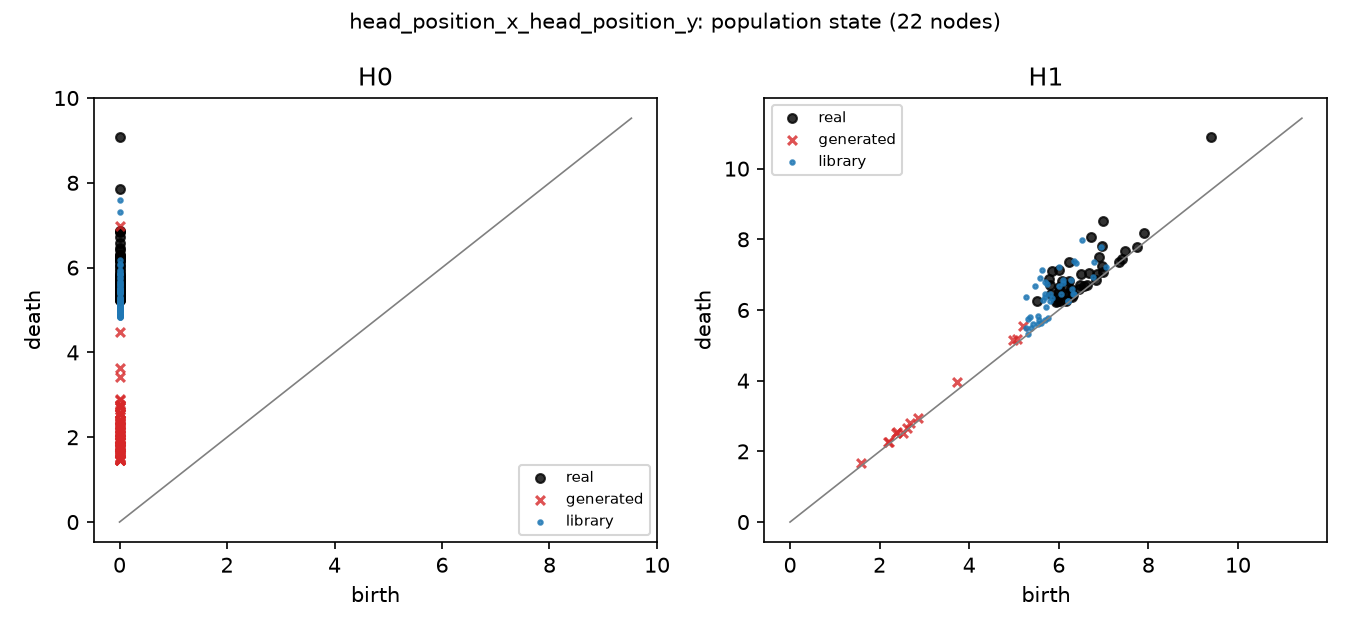 head_position_x_head_position_y: population state (22 nodes)
H0
10
8
6
4
2
0
death
0
2
4
6
8
10
birth
real
generated
library
H1
real
generated
library
10
8
6
4
2
0
death
0
2
4
6
8
10
birth